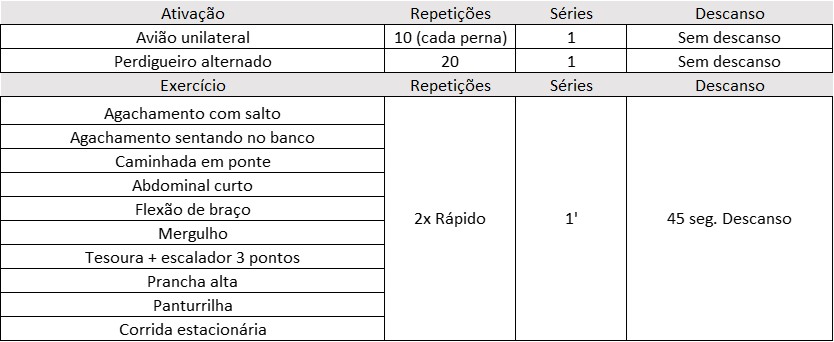 Ativação Repetições Séries Descanso
Avião unilateral 10 (cada perna) 1 Sem descanso
Perdigueiro alternado 20 1 Sem descanso
Exercício Repetições Séries Descanso
Agachamento com salto
Agachamento sentando no banco
Caminhada em ponte
Abdominal curto
Flexão de braço 2x Rápido 1' 45 seg. Descanso
Mergulho
Tesoura + escalador 3 pontos
Prancha alta
Panturrilha
Corrida estacionária